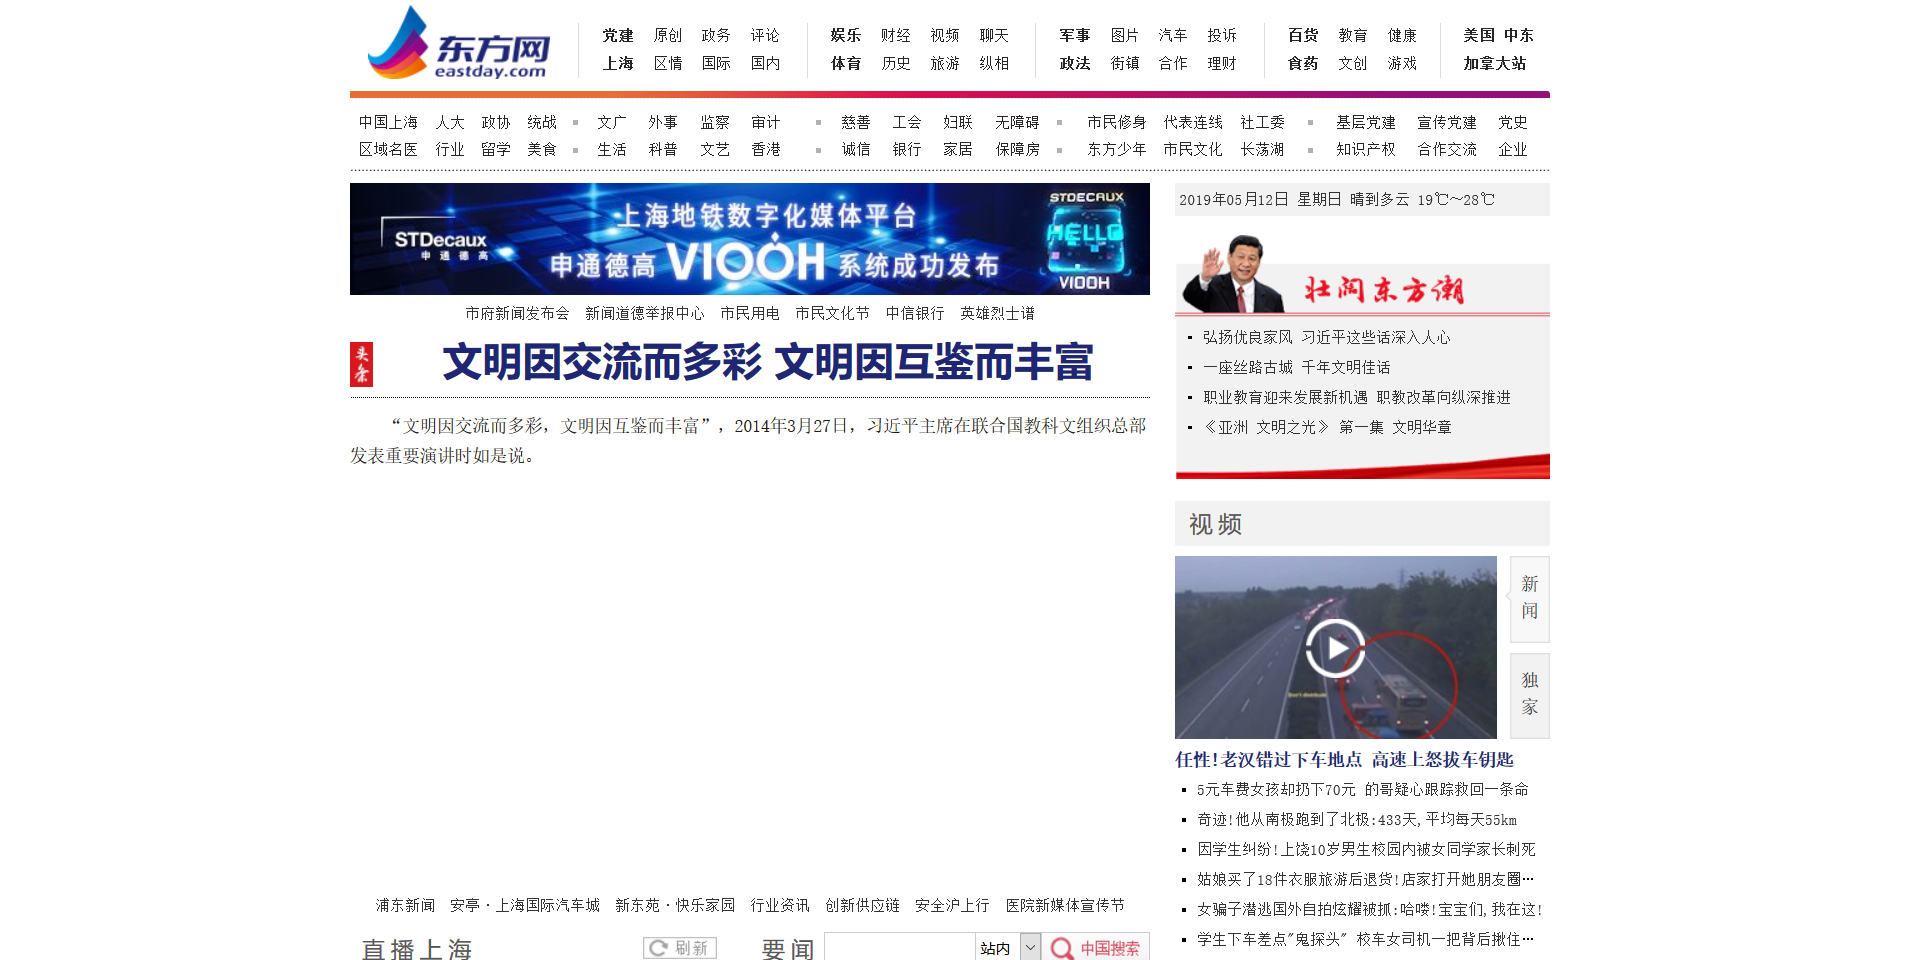 东方网 eastday.com
党建 原创 政务 评论 娱乐 财经 视频 聊天 军事 图片 汽车 投诉 百货 教育 健康 美国 中东
上海 区情 国际 国内 体育 历史 旅游 纵相 政法 街镇 合作 理财 食药 文创 游戏 加拿大站
中国上海 人大 政协 统战 文广 外事 监察 审计 慈善 工会 妇联 无障碍 市民修身 代表连线 社工委 基层党建 宣传党建 党史
区域名医 行业 留学 美食 生活 科普 文艺 香港 诚信 银行 家居 保障房 东方少年 市民文化 长荡湖 知识产权 合作交流 企业
STDecaux 申通德高
上海地铁数字化媒体平台
申通德高 VIOOH 系统成功发布
STDECAUX
HELLO
VIOOH
市府新闻发布会 新闻道德举报中心 市民用电 市民文化节 中信银行 英雄烈士谱
头条
文明因交流而多彩 文明因互鉴而丰富
“文明因交流而多彩，文明因互鉴而丰富”，2014年3月27日，习近平主席在联合国教科文组织总部
发表重要演讲时如是说。
浦东新闻 安亭·上海国际汽车城 新东苑·快乐家园 行业资讯 创新供应链 安全沪上行 医院新媒体宣传节
直播上海 刷新 要闻 站内 中国搜索
2019年05月12日 星期日 晴到多云 19℃～28℃
壮阔东方潮
弘扬优良家风 习近平这些话深入人心
一座丝路古城 千年文明佳话
职业教育迎来发展新机遇 职教改革向纵深推进
《亚洲 文明之光》 第一集 文明华章
视频
新闻
独家
任性!老汉错过下车地点 高速上怒拔车钥匙
5元车费女孩却扔下70元 的哥疑心跟踪救回一条命
奇迹!他从南极跑到了北极:433天,平均每天55km
因学生纠纷!上饶10岁男生校园内被女同学家长刺死
姑娘买了18件衣服旅游后退货!店家打开她朋友圈…
女骗子潜逃国外自拍炫耀被抓:哈喽!宝宝们,我在这!
学生下车差点"鬼探头" 校车女司机一把背后揪住…